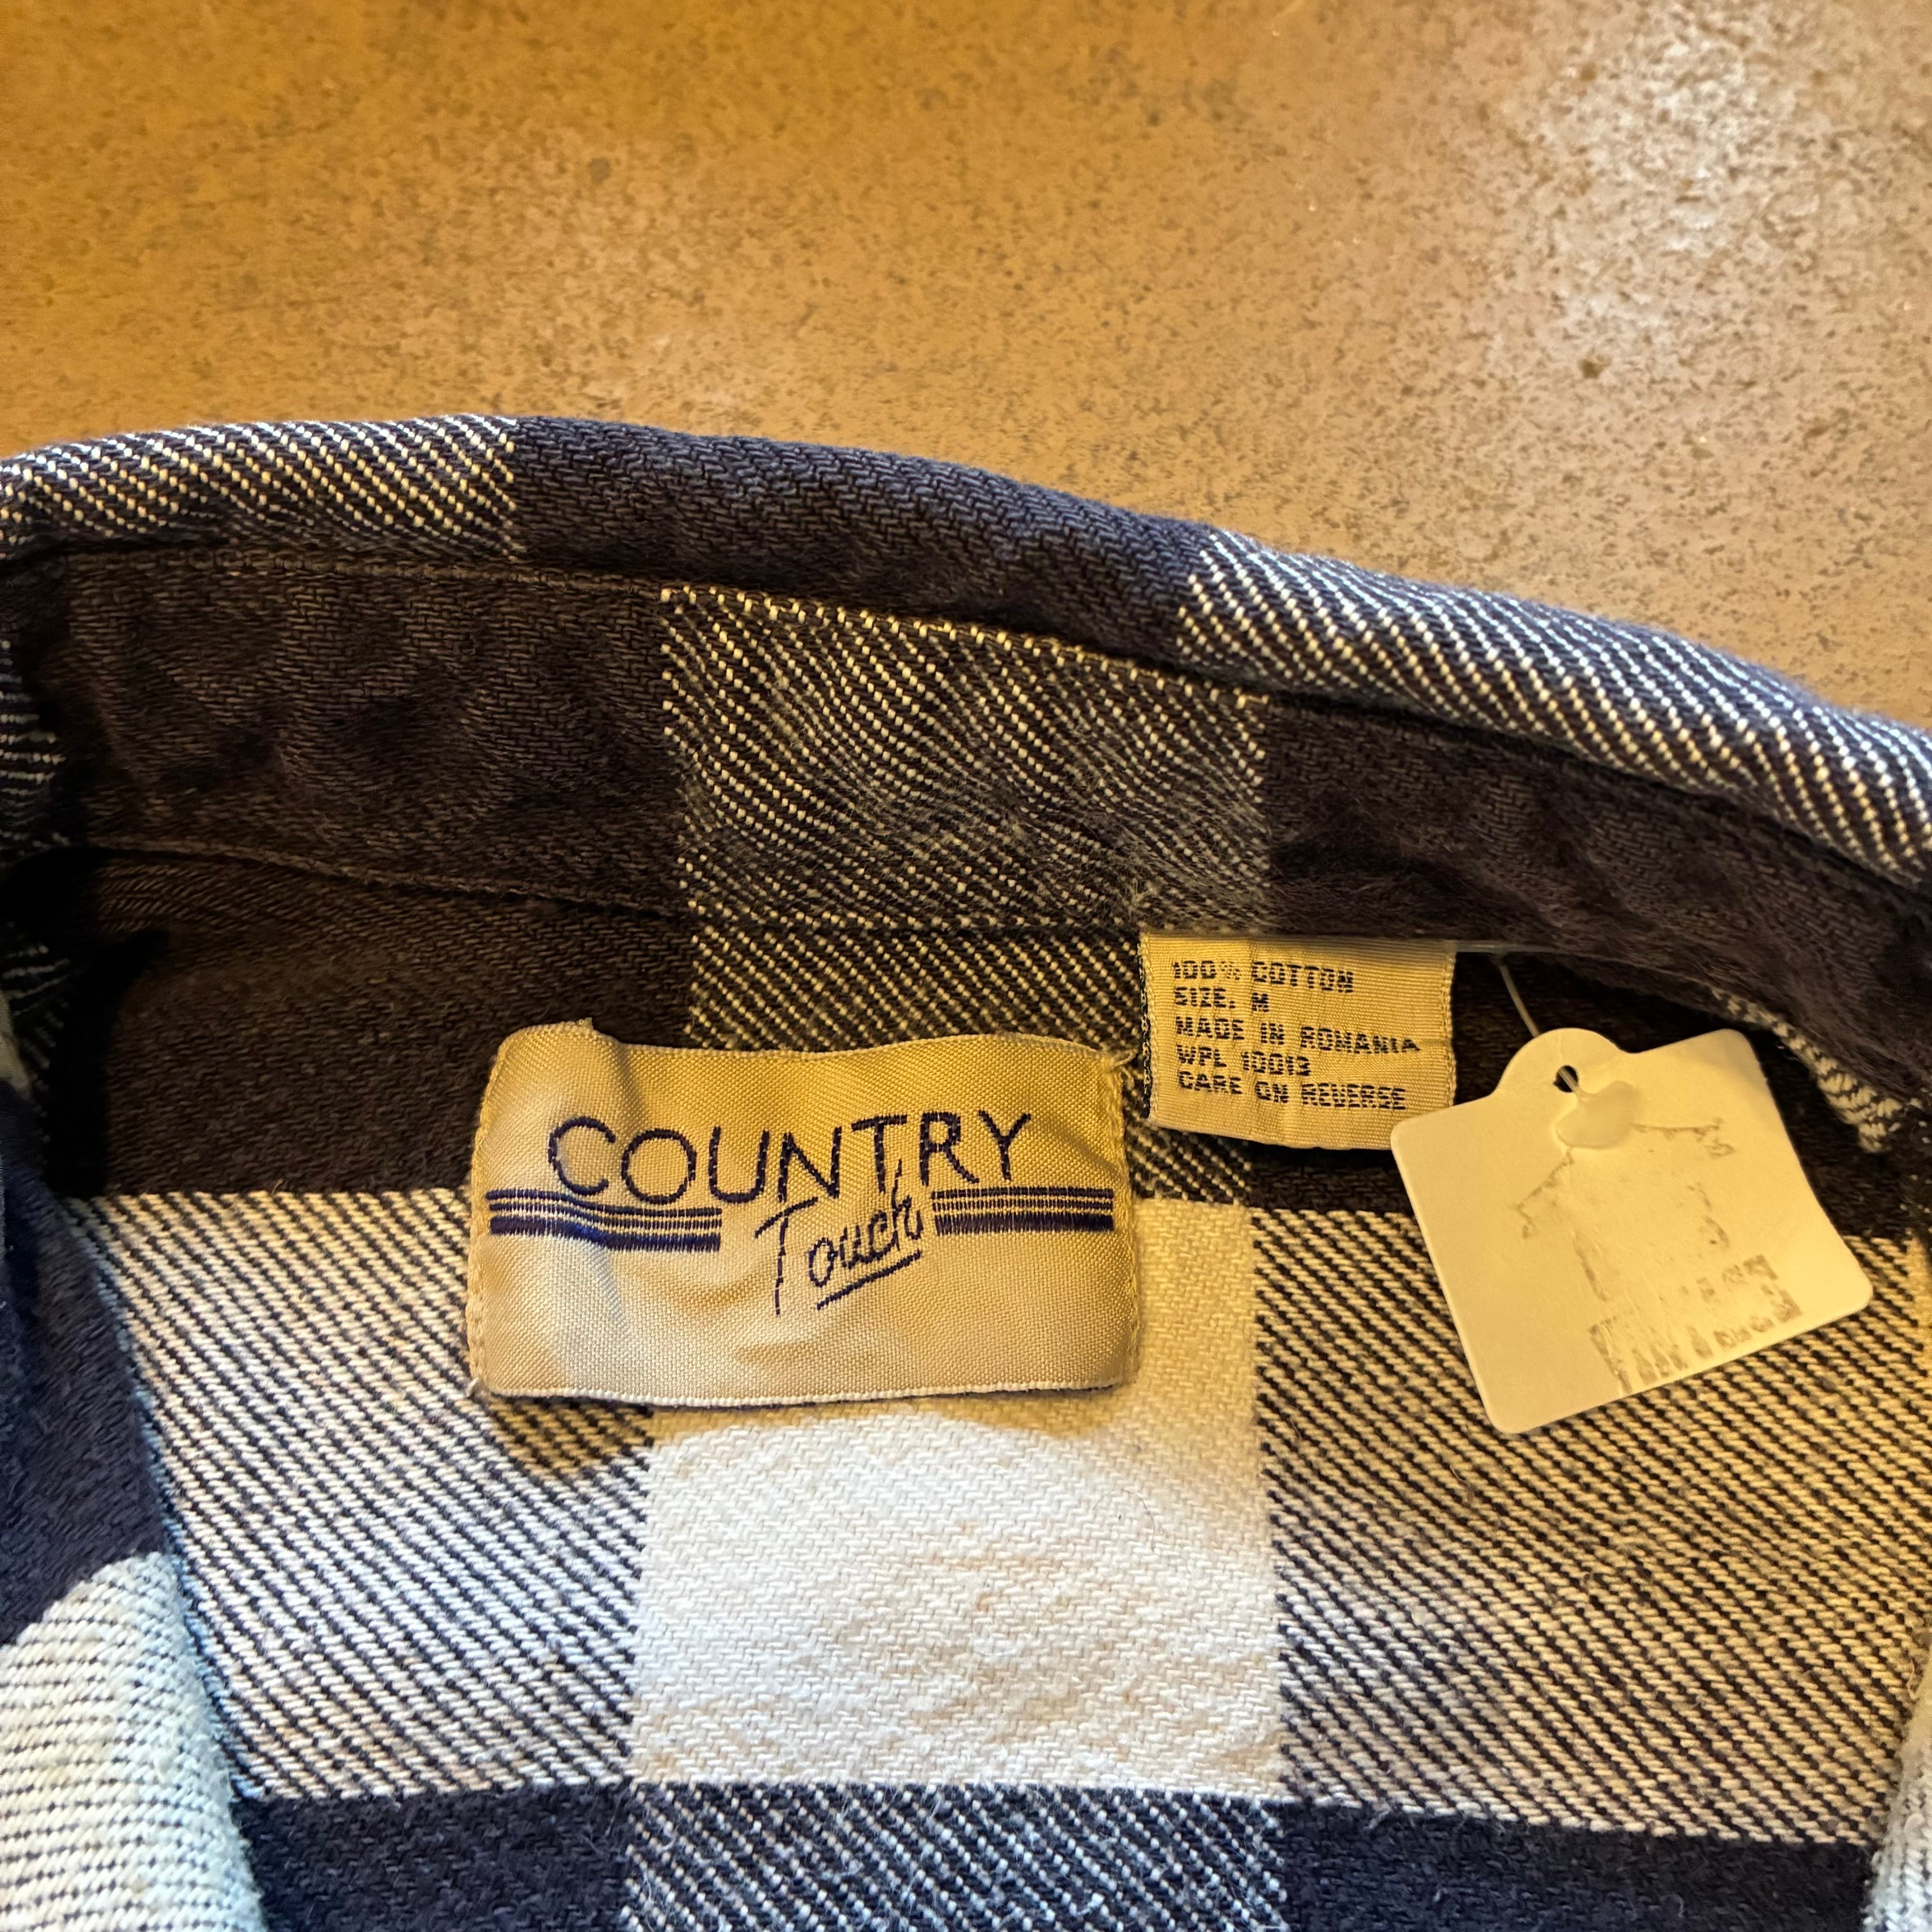 COUNTRY
Touch
100% COTTON
SIZE. M
MADE IN ROMANIA
WPL 10013
CARE ON REVERSE